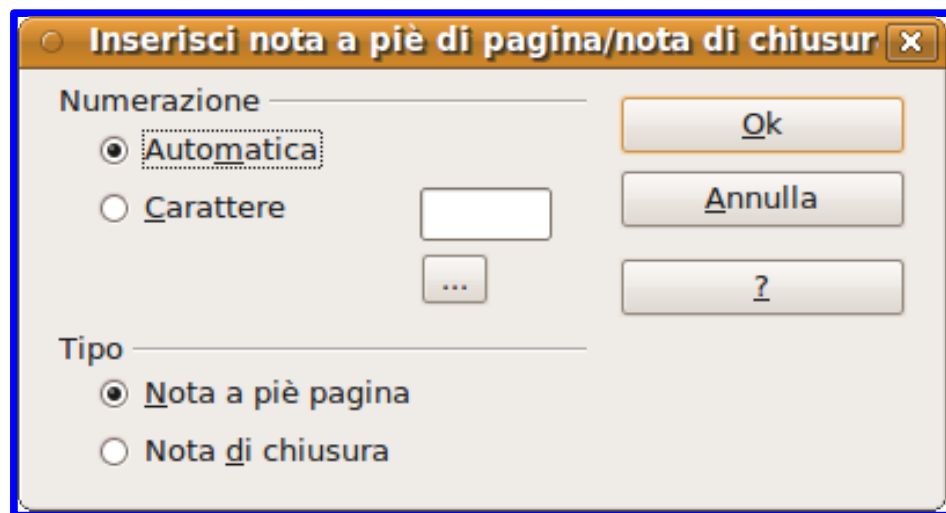 Inserisci nota a piè di pagina/nota di chiusur
Numerazione
Automatica
Carattere
...
Ok
Annulla
?
Tipo
Nota a piè pagina
Nota di chiusura